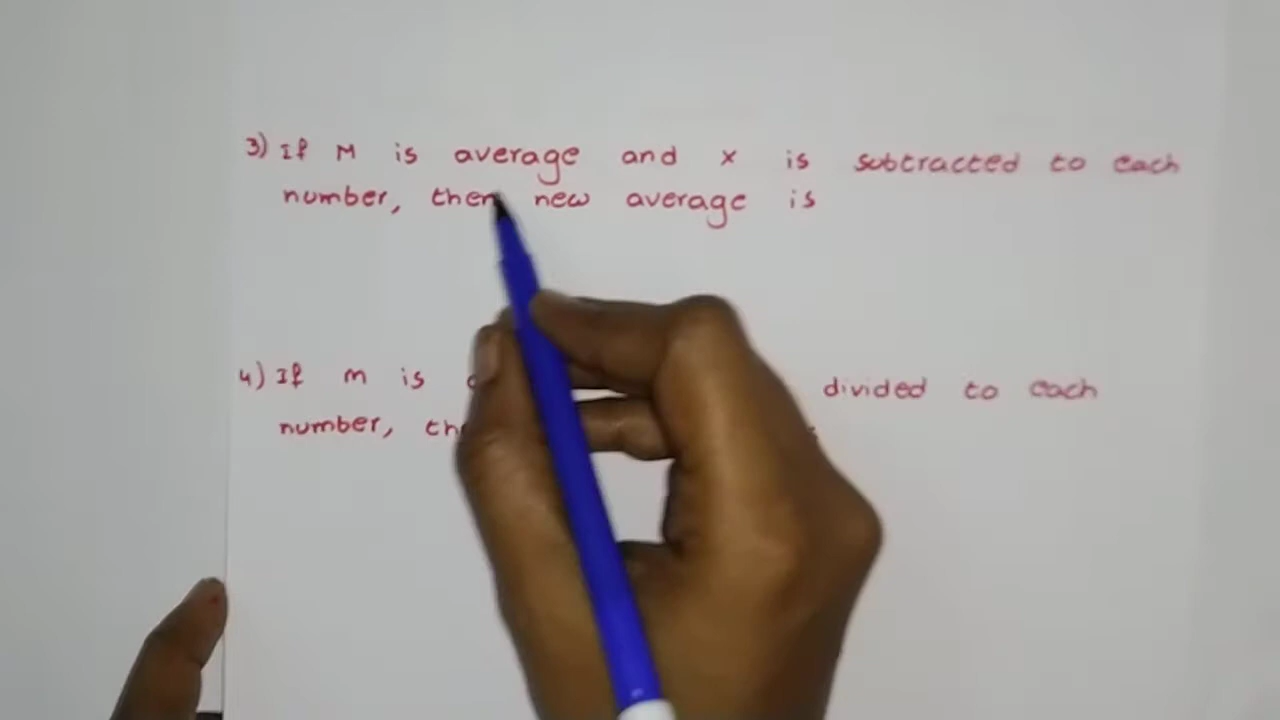 3) If M is average and x is subtracted to each
number, then new average is
4) If m is divided to each
number,